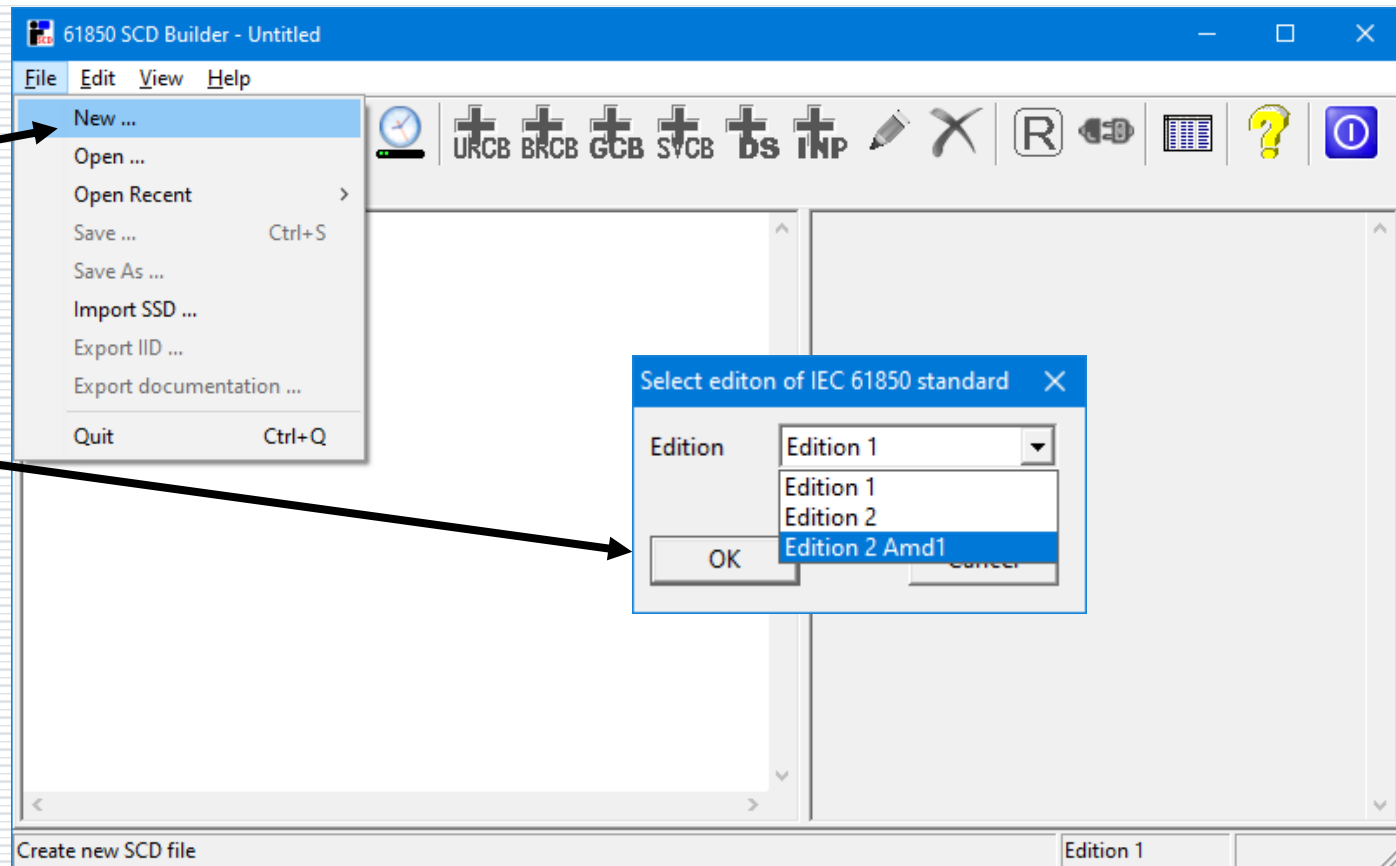 61850 SCD Builder - Untitled
File Edit View Help
New ...
Open ...
Open Recent >
Save ... Ctrl+S
Save As ...
Import SSD ...
Export IID ...
Export documentation ...
Quit Ctrl+Q
URCB BRCB GCB SVCB DS INP R ?
Select editon of IEC 61850 standard
Edition Edition 1
Edition 1
Edition 2
Edition 2 Amd1
OK Cancel
Create new SCD file Edition 1